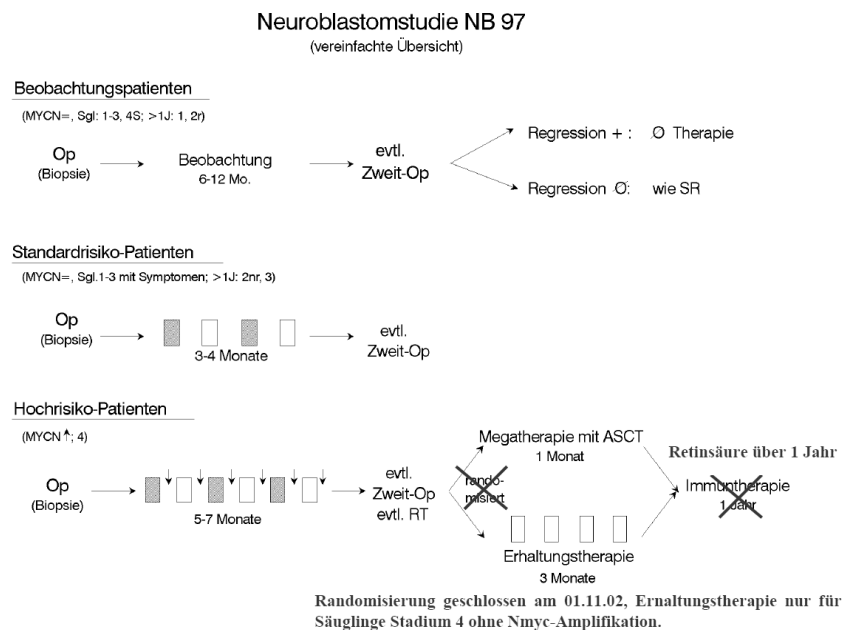 Neuroblastomstudie NB 97
(vereinfachte Übersicht)
Beobachtungspatienten
(MYCN=, Sgl: 1-3, 4S; >1J: 1, 2r)
Op
(Biopsie)
Beobachtung
6-12 Mo.
evtl.
Zweit-Op
Regression + : Ø Therapie
Regression Ø: wie SR
Standardrisiko-Patienten
(MYCN=, Sgl.1-3 mit Symptomen; >1J: 2nr, 3)
Op
(Biopsie)
3-4 Monate
evtl.
Zweit-Op
Hochrisiko-Patienten
(MYCN↑; 4)
Op
(Biopsie)
5-7 Monate
evtl.
Zweit-Op
evtl. RT
rando-
misiert
Megatherapie mit ASCT
1 Monat
Erhaltungstherapie
3 Monate
Retinsäure über 1 Jahr
Immuntherapie
1 Jahr
Randomisierung geschlossen am 01.11.02, Ernaltungstherapie nur für
Säuglinge Stadium 4 ohne Nmyc-Amplifikation.